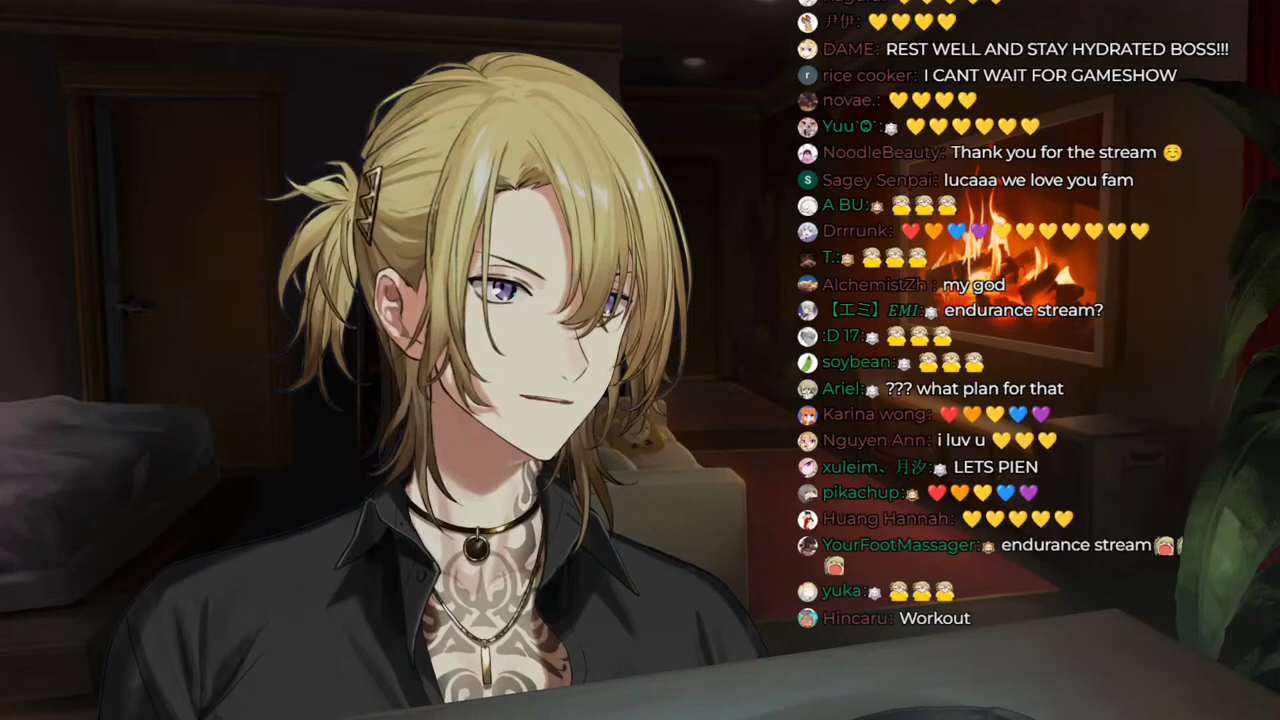 尹伊: 💛💛💛💛
DAME: REST WELL AND STAY HYDRATED BOSS!!!
rice cooker: I CANT WAIT FOR GAMESHOW
novae.: 💛💛💛💛
Yuu: 💛💛💛💛💛💛
NoodleBeauty: Thank you for the stream ☺️
S Sagey Senpai: lucaaa we love you fam
A BU:
Drrrunk: ❤️🧡💙💜💛💛💛💛💛💛💛
T.:
AlchemistZh: my god
【エミ】EMI: endurance stream?
:D 17:
soybean:
Ariel: ??? what plan for that
Karina wong: ❤️🧡💛💙💜
Nguyen Ann: i luv u 💛💛💛
xuleim、月汐: LETS PIEN
pikachup: ❤️🧡💛💙💜
Huang Hannah: 💛💛💛💛💛
YourFootMassager: endurance stream
yuka:
Hincaru: Workout